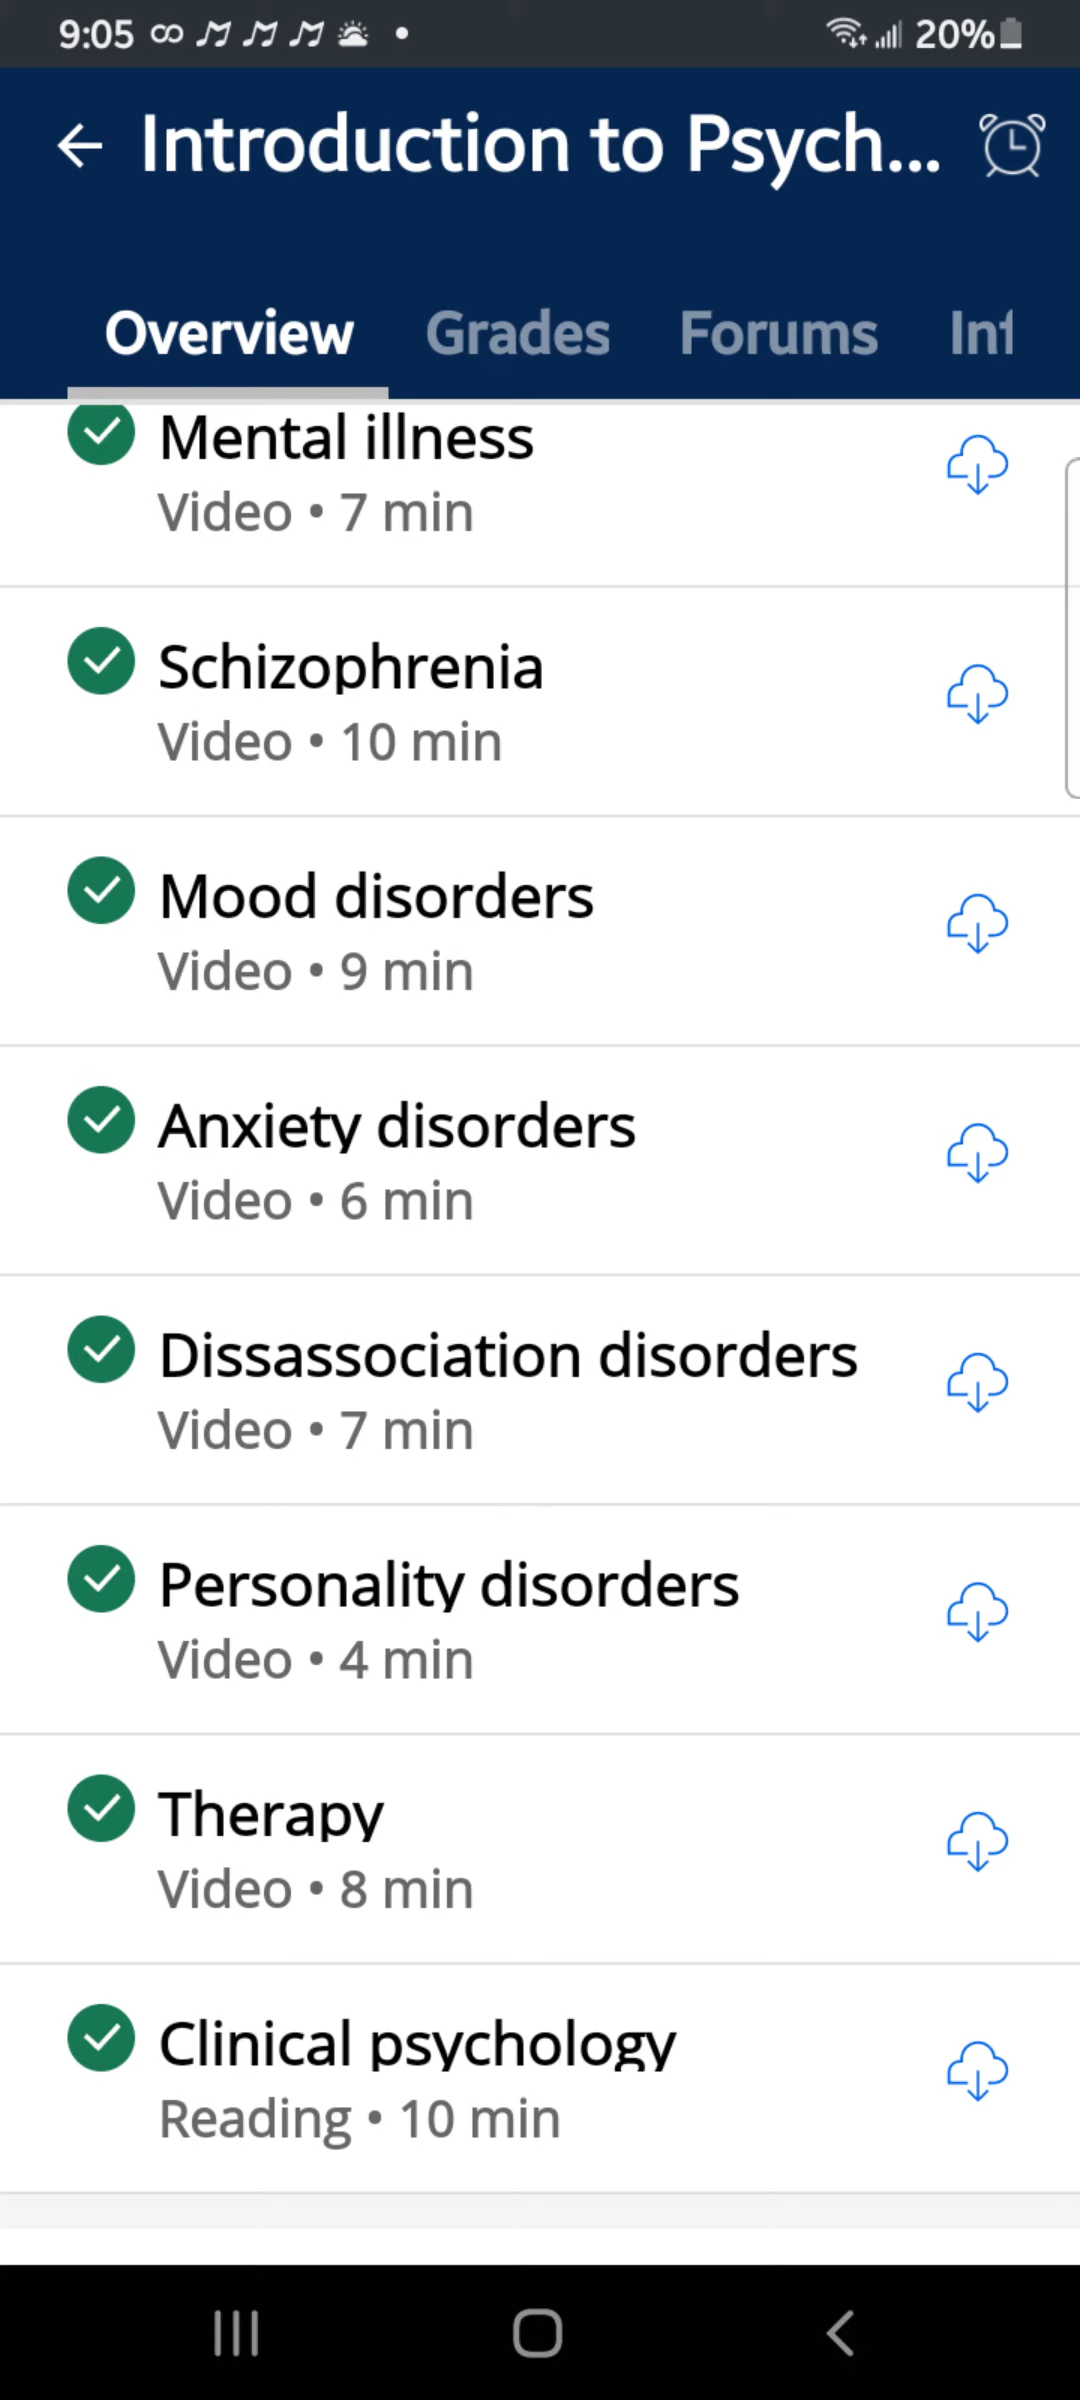 9:05 20%
Introduction to Psych...
Overview Grades Forums Inf
Mental illness
Video • 7 min
Schizophrenia
Video • 10 min
Mood disorders
Video • 9 min
Anxiety disorders
Video • 6 min
Dissassociation disorders
Video • 7 min
Personality disorders
Video • 4 min
Therapy
Video • 8 min
Clinical psychology
Reading • 10 min